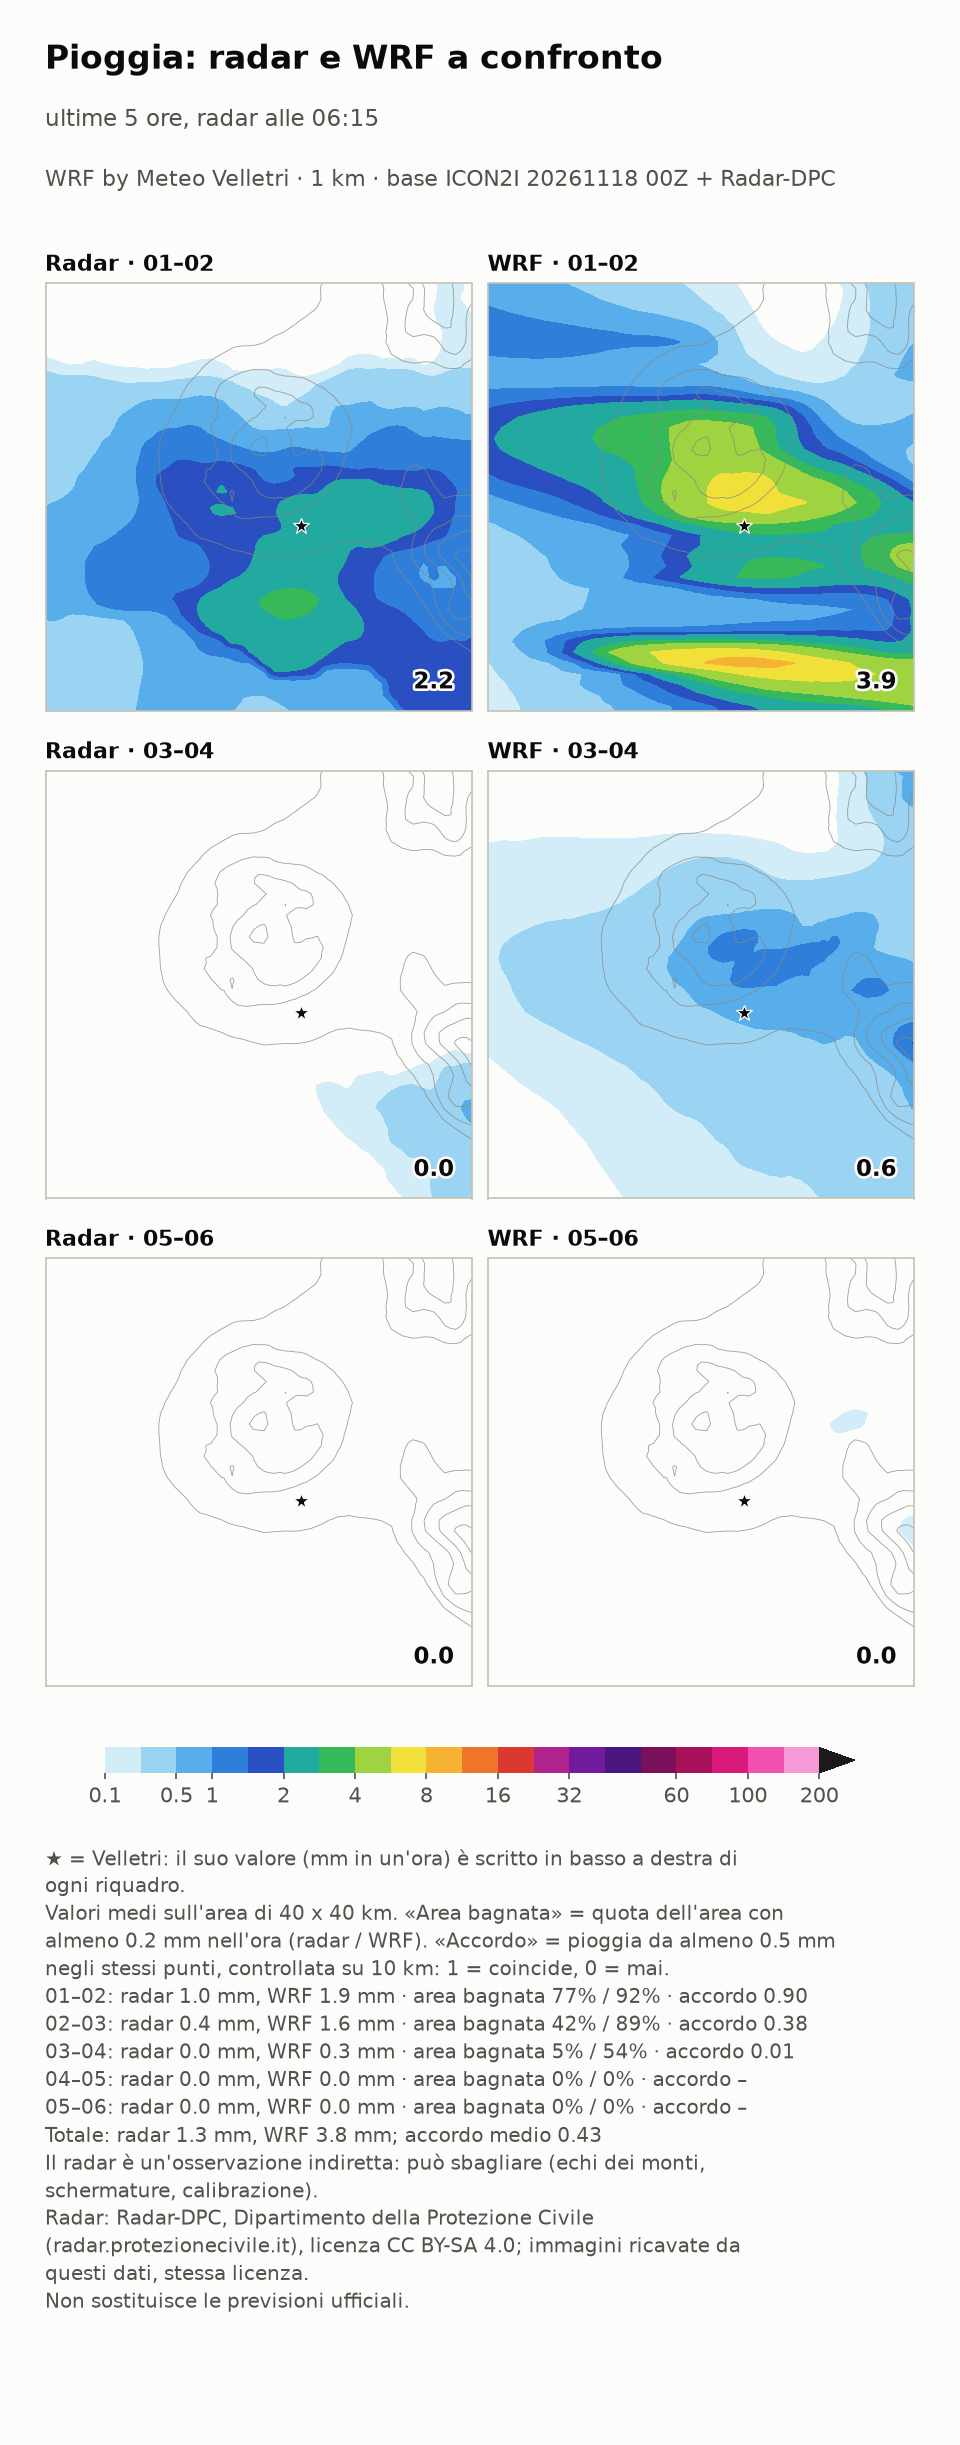 Pioggia: radar e WRF a confronto
ultime 5 ore, radar alle 06:15
WRF by Meteo Velletri · 1 km · base ICON2I 20261118 00Z + Radar-DPC
Radar · 01–02
WRF · 01–02
2.2
3.9
Radar · 03–04
WRF · 03–04
0.0
0.6
Radar · 05–06
WRF · 05–06
0.0
0.0
0.1 0.5 1 2 4 8 16 32 60 100 200
★ = Velletri: il suo valore (mm in un'ora) è scritto in basso a destra di
ogni riquadro.
Valori medi sull'area di 40 x 40 km. «Area bagnata» = quota dell'area con
almeno 0.2 mm nell'ora (radar / WRF). «Accordo» = pioggia da almeno 0.5 mm
negli stessi punti, controllata su 10 km: 1 = coincide, 0 = mai.
01–02: radar 1.0 mm, WRF 1.9 mm · area bagnata 77% / 92% · accordo 0.90
02–03: radar 0.4 mm, WRF 1.6 mm · area bagnata 42% / 89% · accordo 0.38
03–04: radar 0.0 mm, WRF 0.3 mm · area bagnata 5% / 54% · accordo 0.01
04–05: radar 0.0 mm, WRF 0.0 mm · area bagnata 0% / 0% · accordo –
05–06: radar 0.0 mm, WRF 0.0 mm · area bagnata 0% / 0% · accordo –
Totale: radar 1.3 mm, WRF 3.8 mm; accordo medio 0.43
Il radar è un'osservazione indiretta: può sbagliare (echi dei monti,
schermature, calibrazione).
Radar: Radar-DPC, Dipartimento della Protezione Civile
(radar.protezionecivile.it), licenza CC BY-SA 4.0; immagini ricavate da
questi dati, stessa licenza.
Non sostituisce le previsioni ufficiali.